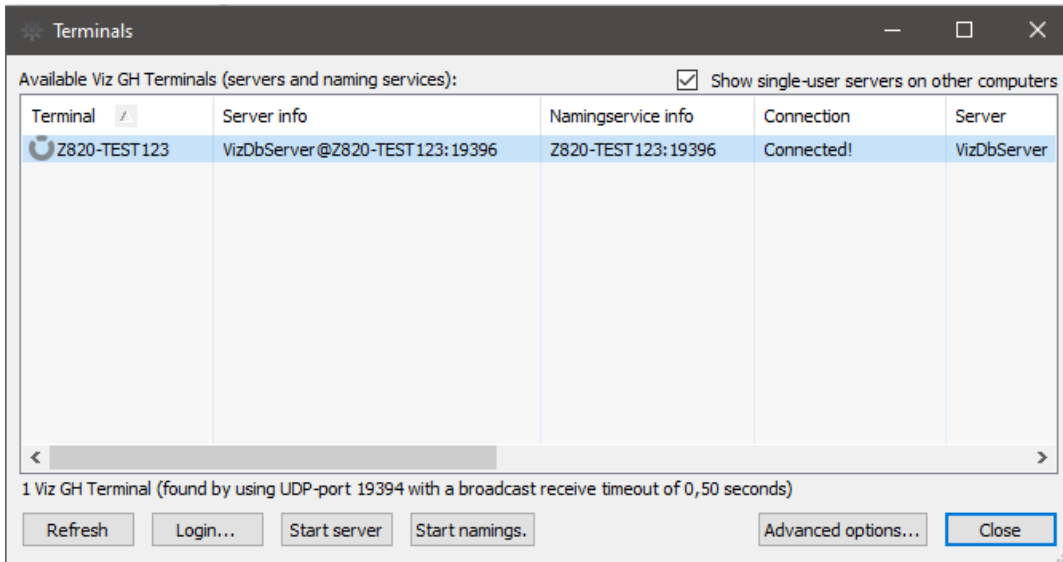 Terminals
Available Viz GH Terminals (servers and naming services): Show single-user servers on other computers
Terminal Server info Namingservice info Connection Server
Z820-TEST123 VizDbServer@Z820-TEST123:19396 Z820-TEST123:19396 Connected! VizDbServer
1 Viz GH Terminal (found by using UDP-port 19394 with a broadcast receive timeout of 0,50 seconds)
Refresh Login... Start server Start namings. Advanced options... Close